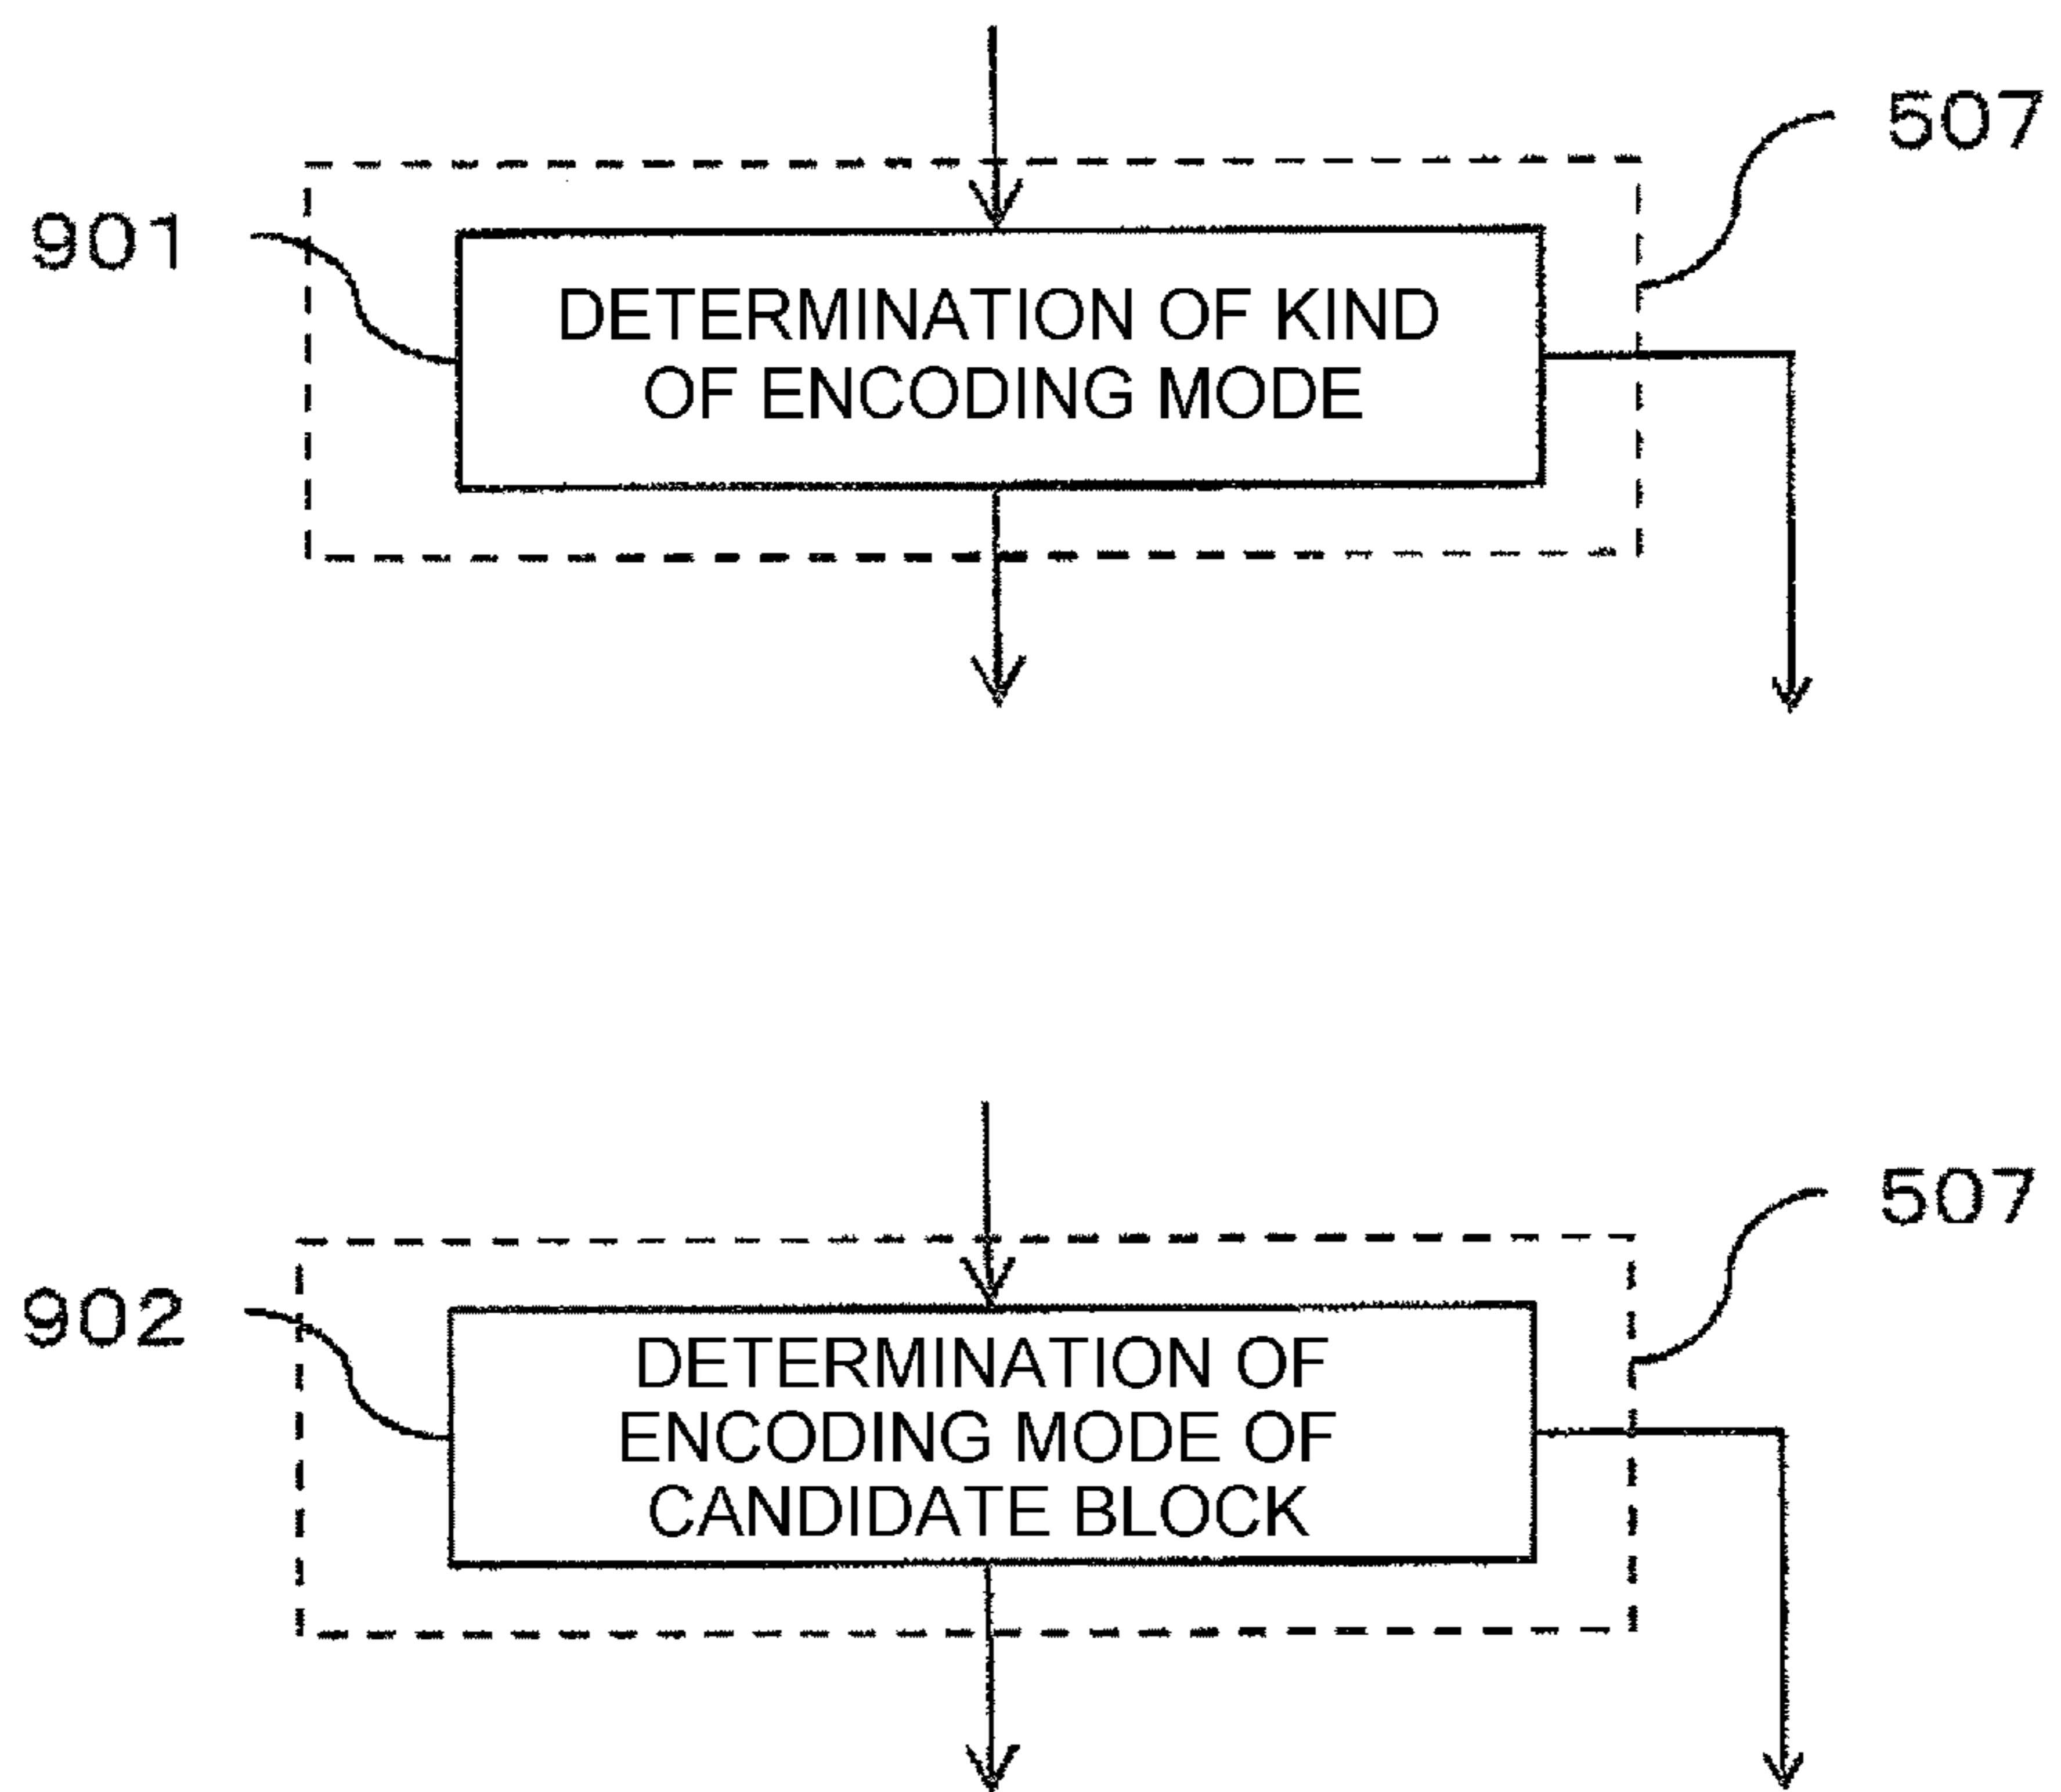 507
901
DETERMINATION OF KIND
OF ENCODING MODE
507
902
DETERMINATION OF
ENCODING MODE OF
CANDIDATE BLOCK